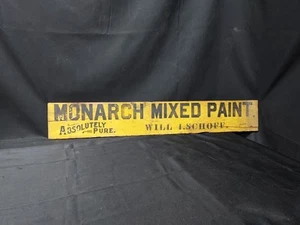 MONARCH MIXED PAINT.
ABSOLUTELY PURE. WILL I. SCHOFF.